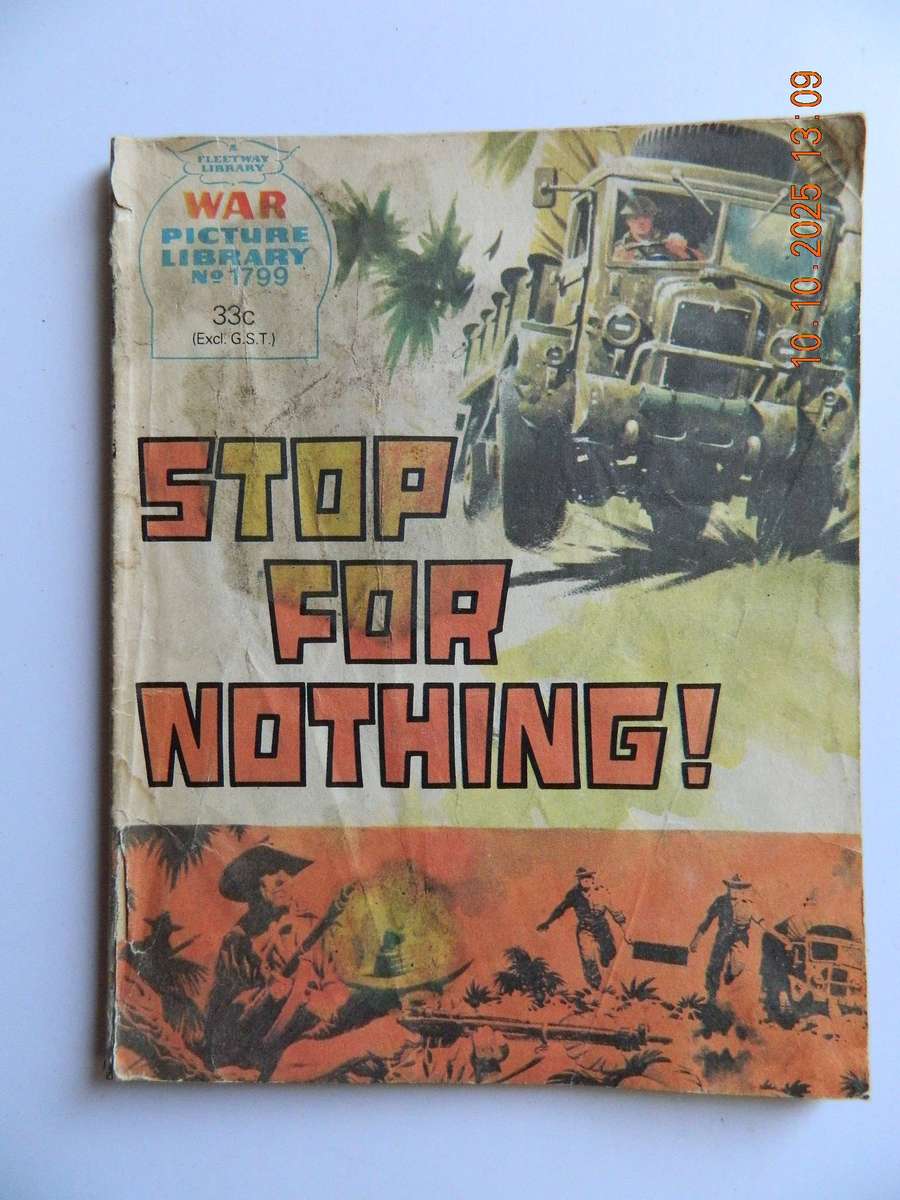 A
FLEETWAY
LIBRARY
WAR
PICTURE
LIBRARY
Nº 1799
33c
(Excl. G.S.T.)
STOP
FOR
NOTHING!
10.10.2025 13:09